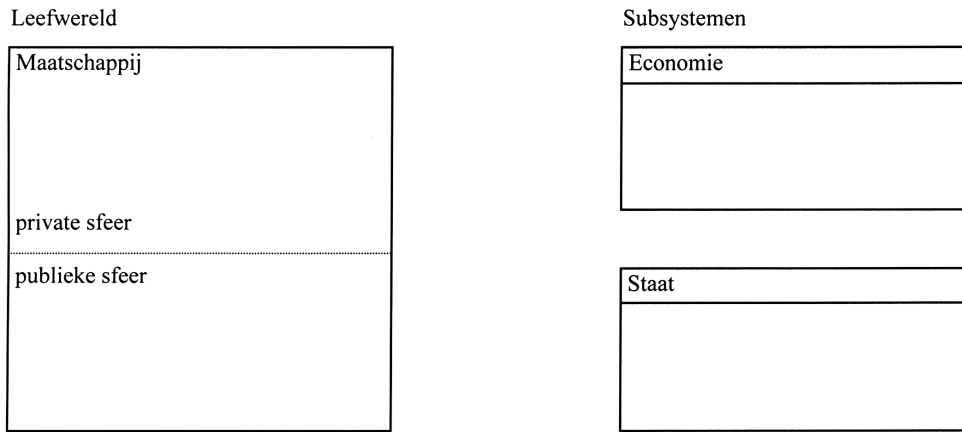 Leefwereld
Maatschappij
private sfeer
publieke sfeer
Subsystemen
Economie
Staat